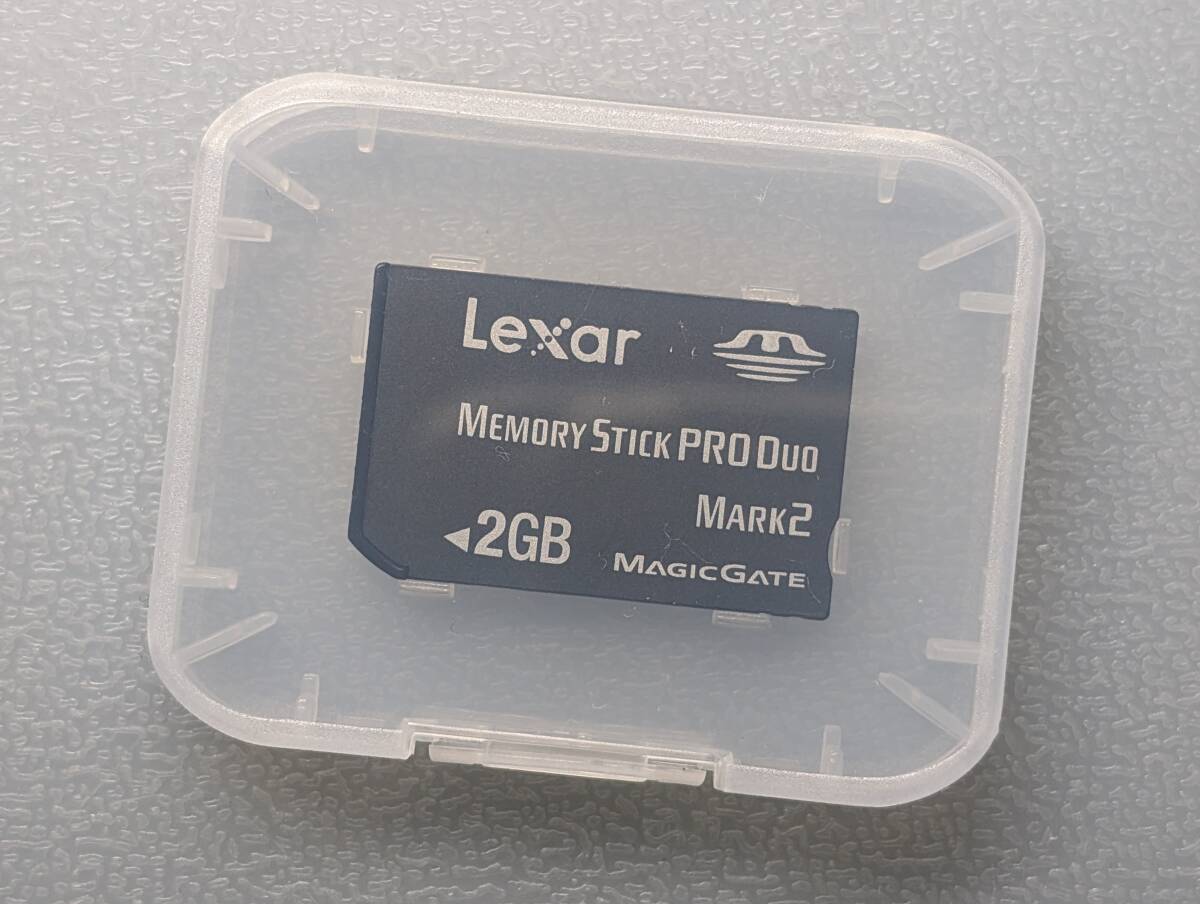 Lexar
MEMORY STICK PRO DUO
MARK2
◀2GB
MAGICGATE